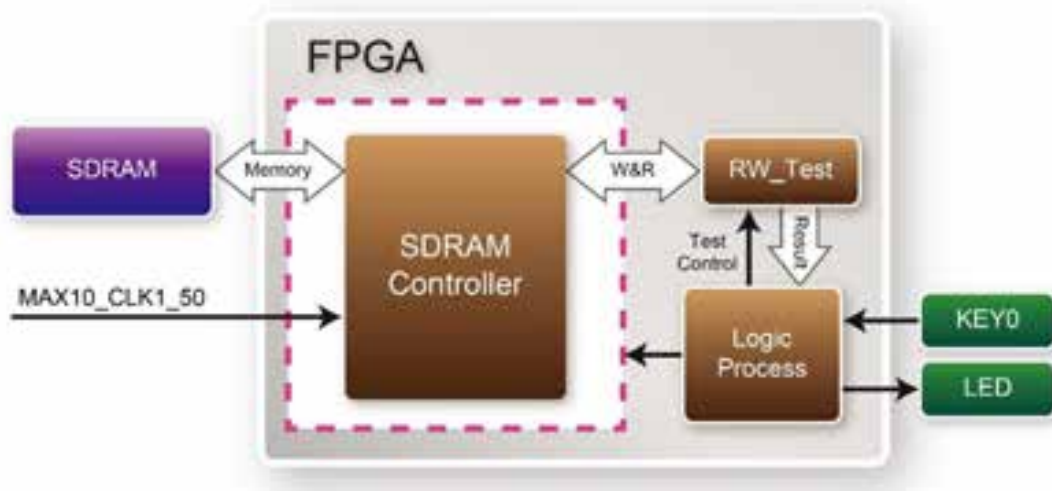 FPGA
SDRAM
Memory
SDRAM
Controller
W&R
RW_Test
Test
Control
Result
MAX10_CLK1_50
Logic
Process
KEY0
LED